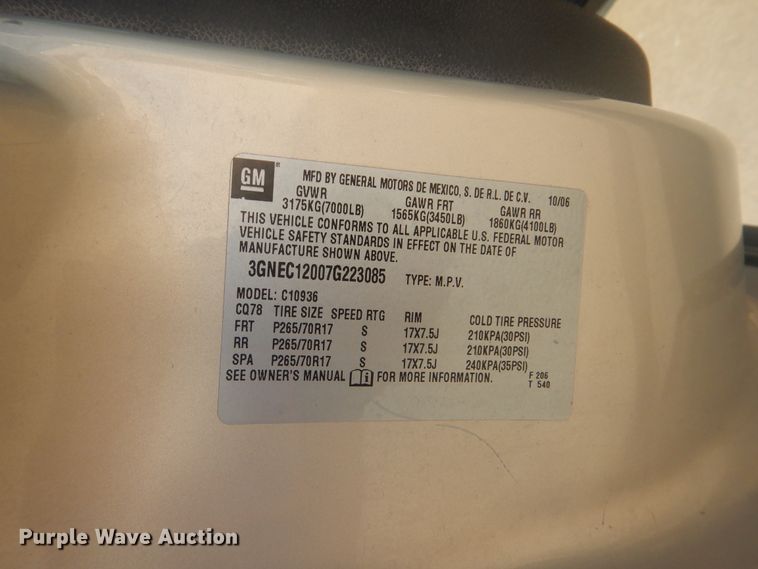 GM
MFD BY GENERAL MOTORS DE MEXICO, S. DE R.L. DE C.V. 10/06
GVWR GAWR FRT GAWR RR
3175KG(7000LB) 1565KG(3450LB) 1860KG(4100LB)
THIS VEHICLE CONFORMS TO ALL APPLICABLE U.S. FEDERAL MOTOR
VEHICLE SAFETY STANDARDS IN EFFECT ON THE DATE OF
MANUFACTURE SHOWN ABOVE.
3GNEC12007G223085 TYPE: M.P.V.
MODEL: C10936
CQ78 TIRE SIZE SPEED RTG RIM COLD TIRE PRESSURE
FRT P265/70R17 S 17X7.5J 210KPA(30PSI)
RR P265/70R17 S 17X7.5J 210KPA(30PSI)
SPA P265/70R17 S 17X7.5J 240KPA(35PSI)
SEE OWNER'S MANUAL FOR MORE INFORMATION. F 206
T 540
Purple Wave Auction